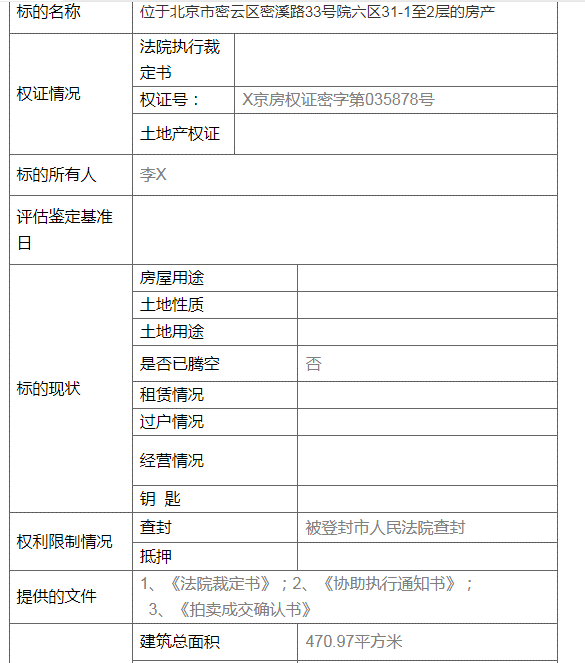 标的名称 位于北京市密云区密溪路33号院六区31-1至2层的房产
权证情况
法院执行裁
定书
权证号： X京房权证密字第035878号
土地产权证
标的所有人 李X
评估鉴定基准
日
标的现状
房屋用途
土地性质
土地用途
是否已腾空 否
租赁情况
过户情况
经营情况
钥 匙
权利限制情况
查封 被登封市人民法院查封
抵押
提供的文件
1、《法院裁定书》；2、《协助执行通知书》；
3、《拍卖成交确认书》
建筑总面积 470.97平方米